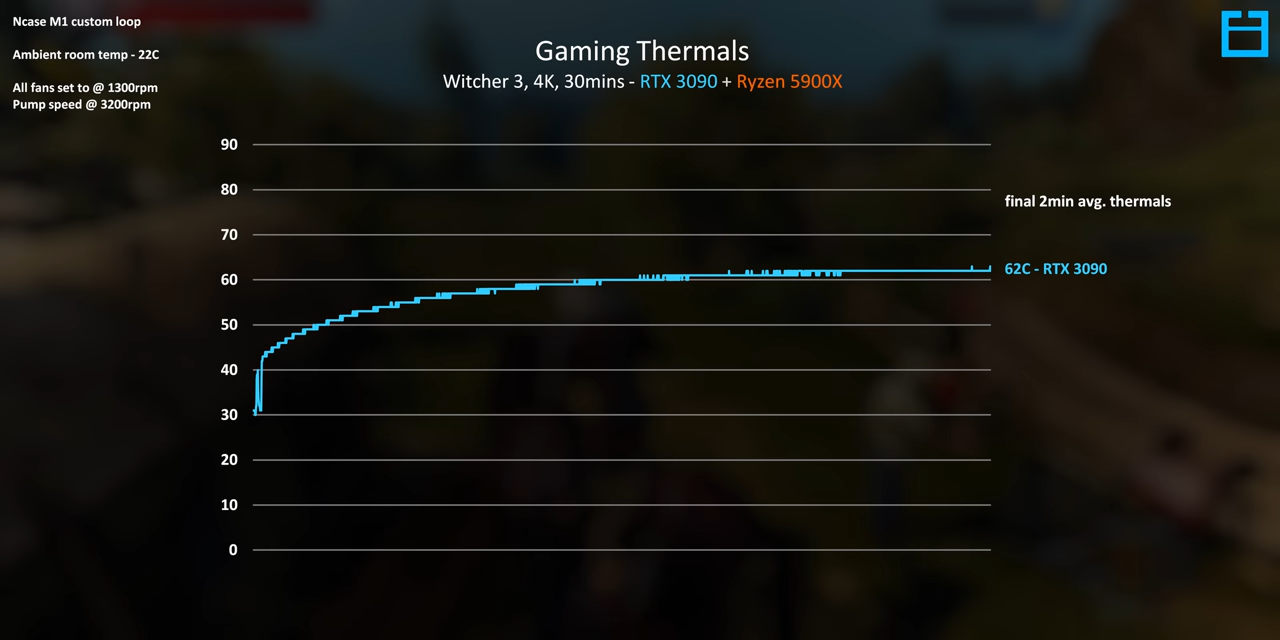 Ncase M1 custom loop
Ambient room temp - 22C
All fans set to @ 1300rpm
Pump speed @ 3200rpm
Gaming Thermals
Witcher 3, 4K, 30mins - RTX 3090 + Ryzen 5900X
90
80
final 2min avg. thermals
70
62C - RTX 3090
60
50
40
30
20
10
0